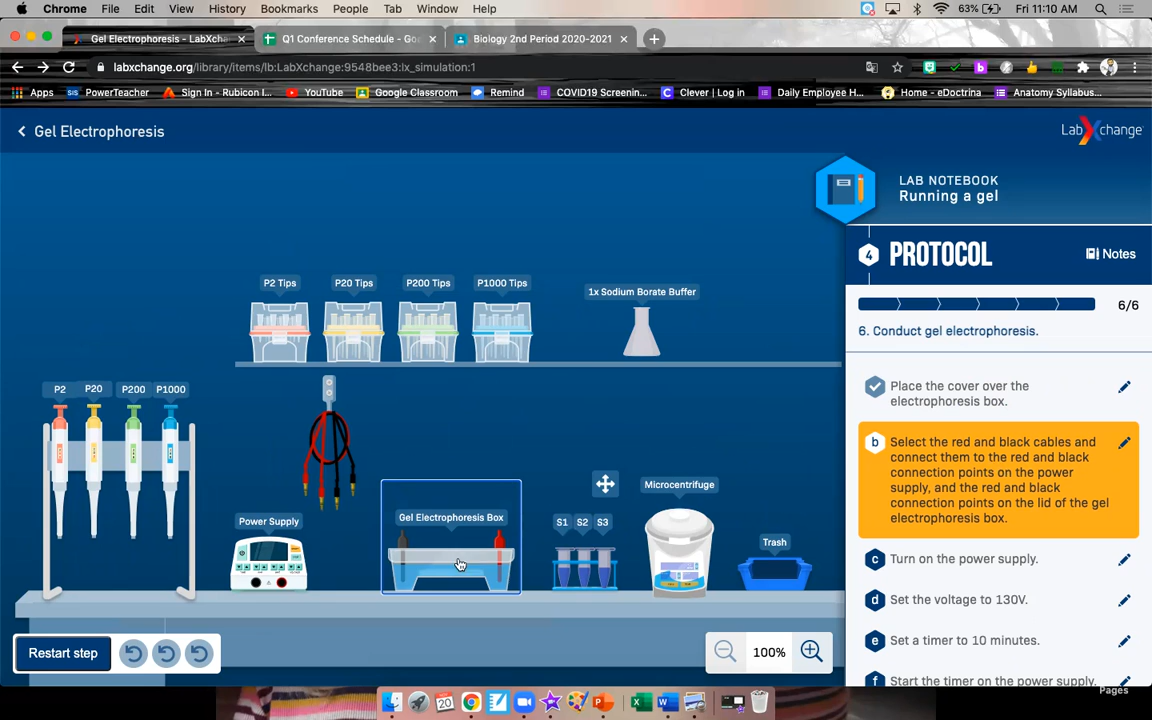 Chrome File Edit View History Bookmarks People Tab Window Help 63% Fri 11:10 AM
Gel Electrophoresis - LabXcha Q1 Conference Schedule - Goo Biology 2nd Period 2020-2021
labxchange.org/library/items/lb:LabXchange:9548bee3:lx_simulation:1
Apps SIS PowerTeacher Sign In - Rubicon I... YouTube Google Classroom Remind COVID19 Screenin... Clever | Log in Daily Employee H... Home - eDoctrina Anatomy Syllabus...
Gel Electrophoresis
LabXchange
LAB NOTEBOOK
Running a gel
4 PROTOCOL Notes
6/6
6. Conduct gel electrophoresis.
Place the cover over the
electrophoresis box.
b Select the red and black cables and
connect them to the red and black
connection points on the power
supply, and the red and black
connection points on the lid of the gel
electrophoresis box.
c Turn on the power supply.
d Set the voltage to 130V.
e Set a timer to 10 minutes.
f Start the timer on the power supply.
P2 Tips P20 Tips P200 Tips P1000 Tips 1x Sodium Borate Buffer
P2 P20 P200 P1000
Microcentrifuge
Power Supply Gel Electrophoresis Box S1 S2 S3
Trash
Restart step
100%
20
Pages